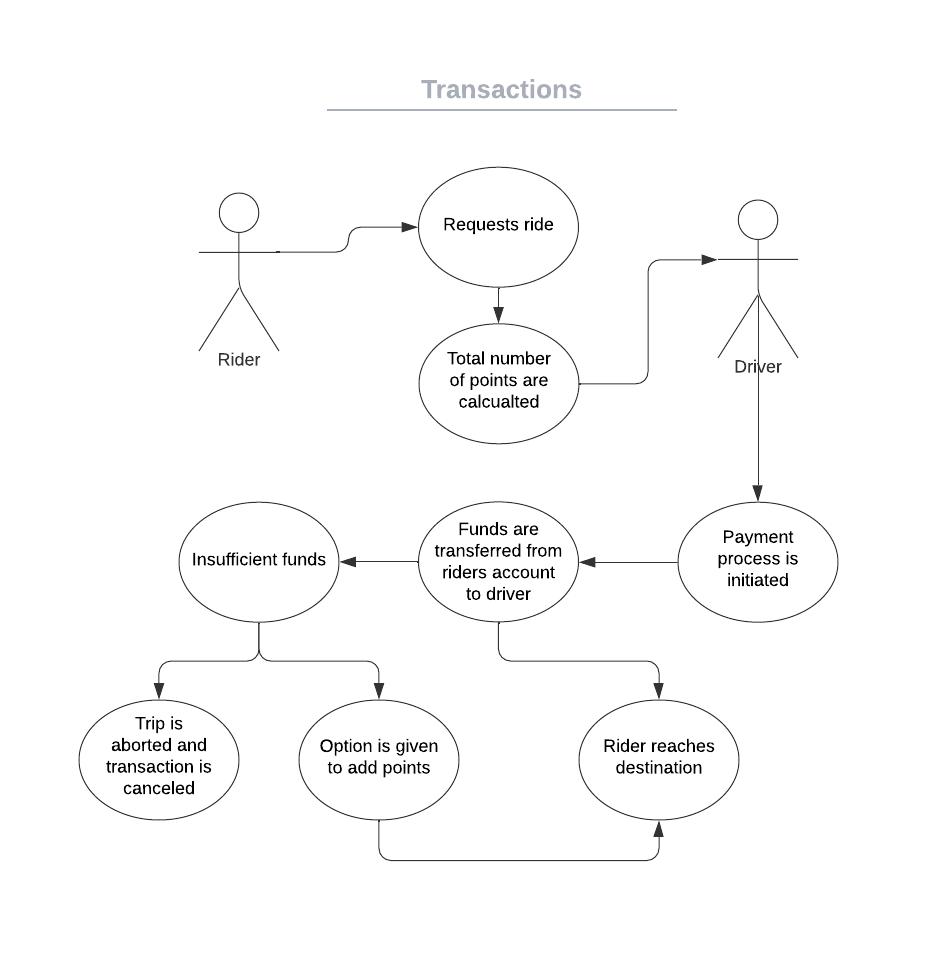 Transactions
Requests ride
Rider
Total number
of points are
calcualted
Driver
Insufficient funds
Funds are
transferred from
riders account
to driver
Payment
process is
initiated
Trip is
aborted and
transaction is
canceled
Option is given
to add points
Rider reaches
destination